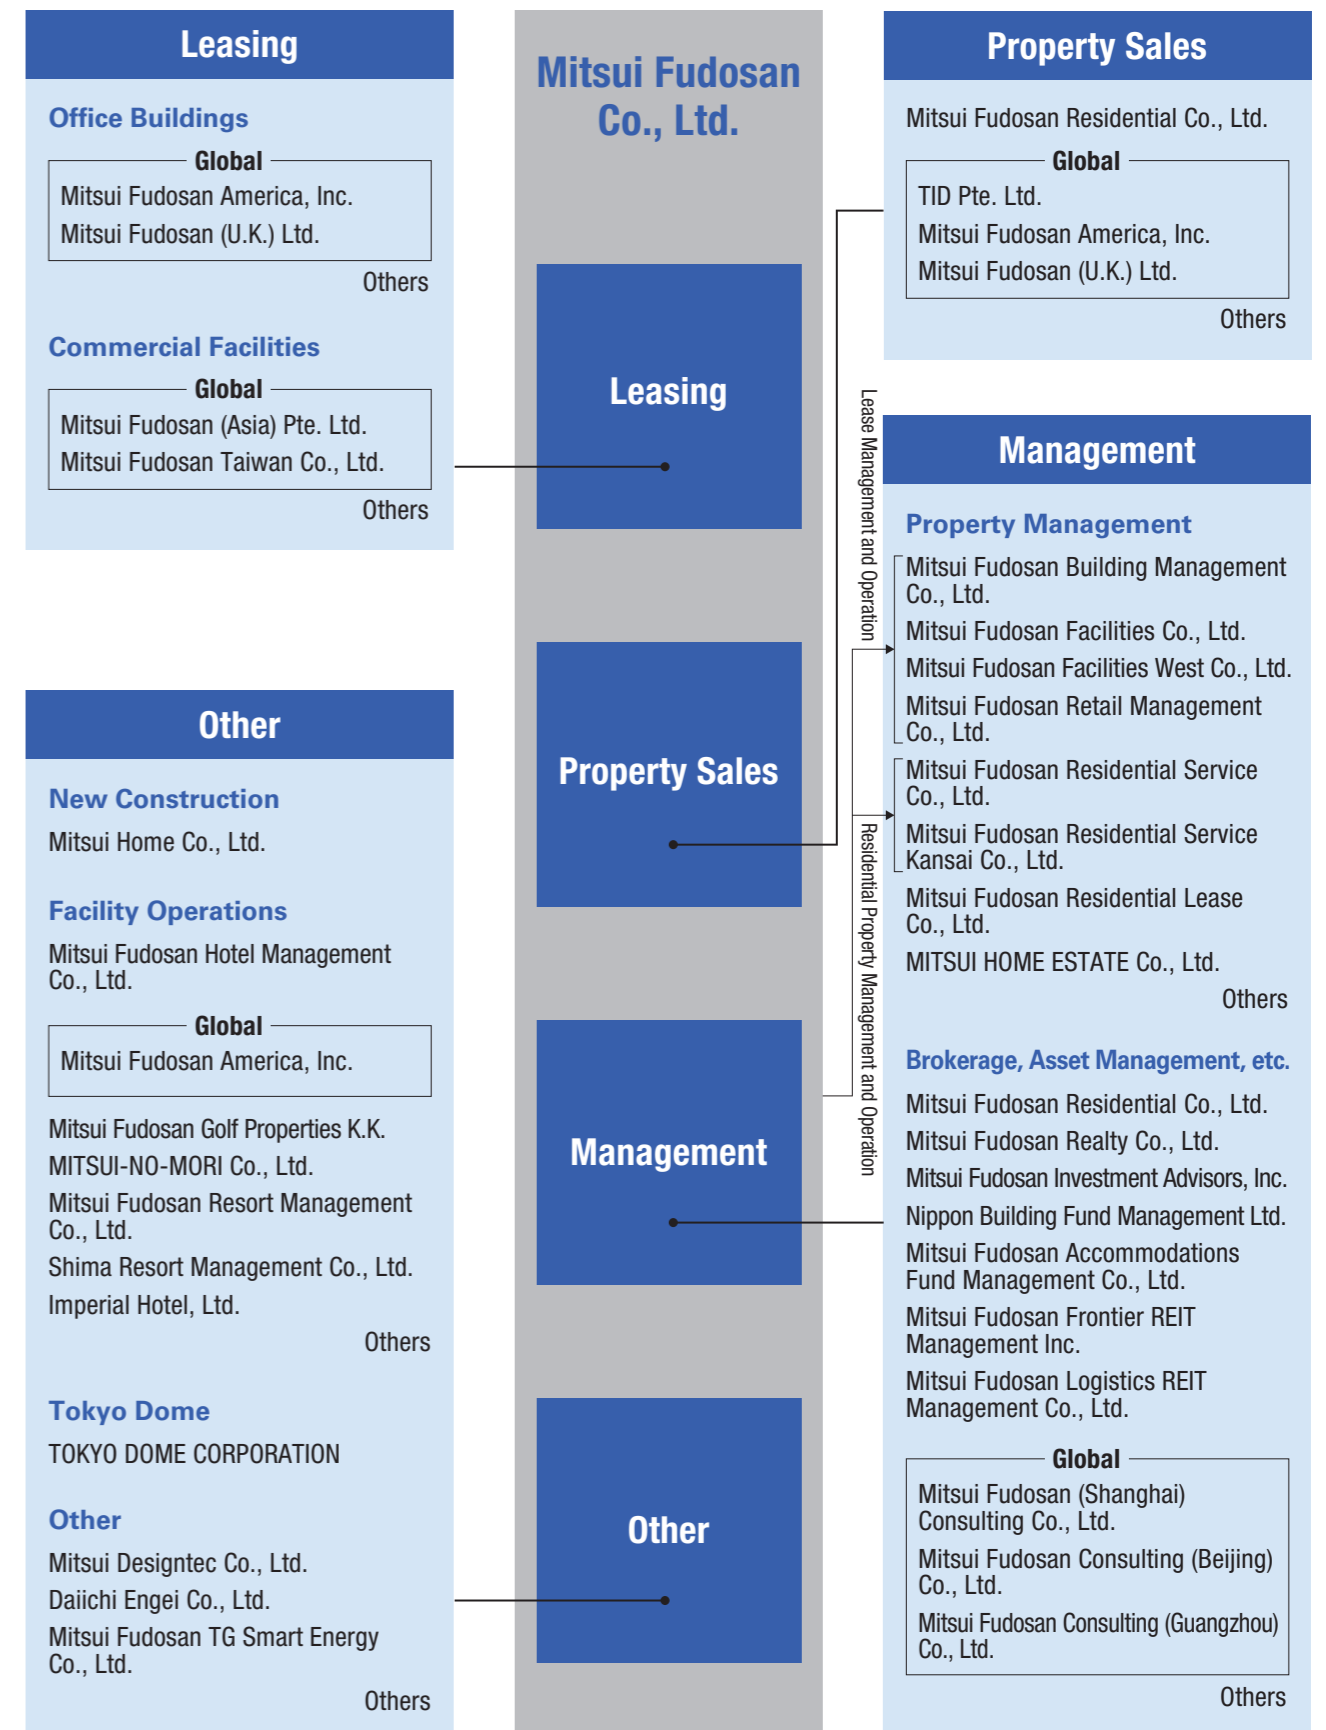 Leasing
Office Buildings
Global
Mitsui Fudosan America, Inc.
Mitsui Fudosan (U.K.) Ltd.
Others
Commercial Facilities
Global
Mitsui Fudosan (Asia) Pte. Ltd.
Mitsui Fudosan Taiwan Co., Ltd.
Others
Other
New Construction
Mitsui Home Co., Ltd.
Facility Operations
Mitsui Fudosan Hotel Management
Co., Ltd.
Global
Mitsui Fudosan America, Inc.
Mitsui Fudosan Golf Properties K.K.
MITSUI-NO-MORI Co., Ltd.
Mitsui Fudosan Resort Management
Co., Ltd.
Shima Resort Management Co., Ltd.
Imperial Hotel, Ltd.
Others
Tokyo Dome
TOKYO DOME CORPORATION
Other
Mitsui Designtec Co., Ltd.
Daiichi Engei Co., Ltd.
Mitsui Fudosan TG Smart Energy
Co., Ltd.
Others
Mitsui Fudosan
Co., Ltd.
Leasing
Property Sales
Management
Other
Property Sales
Mitsui Fudosan Residential Co., Ltd.
Global
TID Pte. Ltd.
Mitsui Fudosan America, Inc.
Mitsui Fudosan (U.K.) Ltd.
Others
Lease Management and Operation
Residential Property Management and Operation
Management
Property Management
Mitsui Fudosan Building Management
Co., Ltd.
Mitsui Fudosan Facilities Co., Ltd.
Mitsui Fudosan Facilities West Co., Ltd.
Mitsui Fudosan Retail Management
Co., Ltd.
Mitsui Fudosan Residential Service
Co., Ltd.
Mitsui Fudosan Residential Service
Kansai Co., Ltd.
Mitsui Fudosan Residential Lease
Co., Ltd.
MITSUI HOME ESTATE Co., Ltd.
Others
Brokerage, Asset Management, etc.
Mitsui Fudosan Residential Co., Ltd.
Mitsui Fudosan Realty Co., Ltd.
Mitsui Fudosan Investment Advisors, Inc.
Nippon Building Fund Management Ltd.
Mitsui Fudosan Accommodations
Fund Management Co., Ltd.
Mitsui Fudosan Frontier REIT
Management Inc.
Mitsui Fudosan Logistics REIT
Management Co., Ltd.
Global
Mitsui Fudosan (Shanghai)
Consulting Co., Ltd.
Mitsui Fudosan Consulting (Beijing)
Co., Ltd.
Mitsui Fudosan Consulting (Guangzhou)
Co., Ltd.
Others